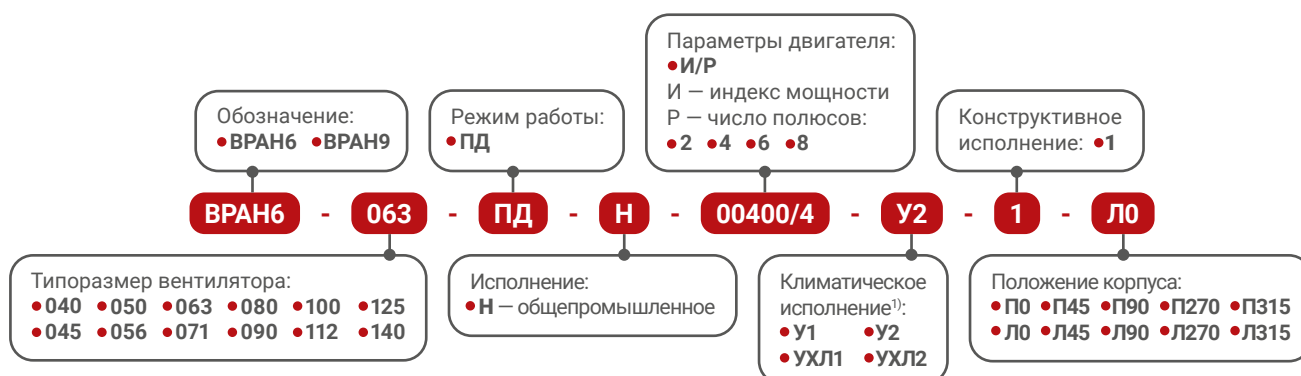 Параметры двигателя:
•И/Р
И — индекс мощности
Р — число полюсов:
•2 •4 •6 •8
Обозначение:
•ВРАН6 •ВРАН9
Режим работы:
•ПД
Конструктивное
исполнение: •1
ВРАН6 - 063 - ПД - Н - 00400/4 - У2 - 1 - Л0
Типоразмер вентилятора:
•040 •050 •063 •080 •100 •125
•045 •056 •071 •090 •112 •140
Исполнение:
•Н — общепромышленное
Климатическое
исполнение¹⁾:
•У1 •У2
•УХЛ1 •УХЛ2
Положение корпуса:
•П0 •П45 •П90 •П270 •П315
•Л0 •Л45 •Л90 •Л270 •Л315